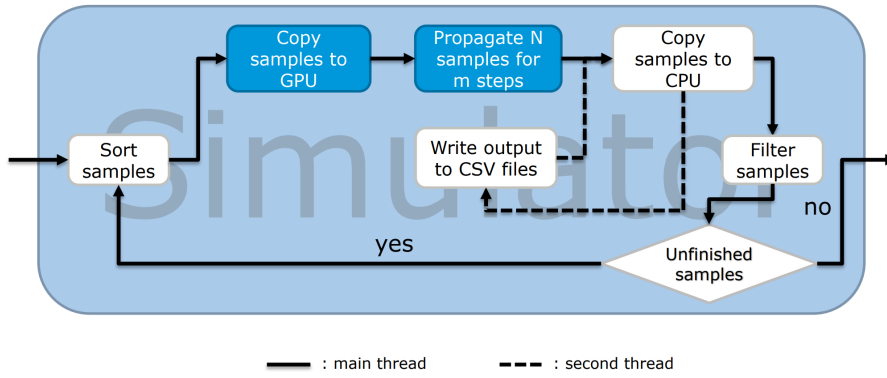 Copy
samples to
GPU
Propagate N
samples for
m steps
Copy
samples to
CPU
Simulator
Sort
samples
Write output
to CSV files
Filter
samples
no
yes
Unfinished
samples
: main thread
: second thread